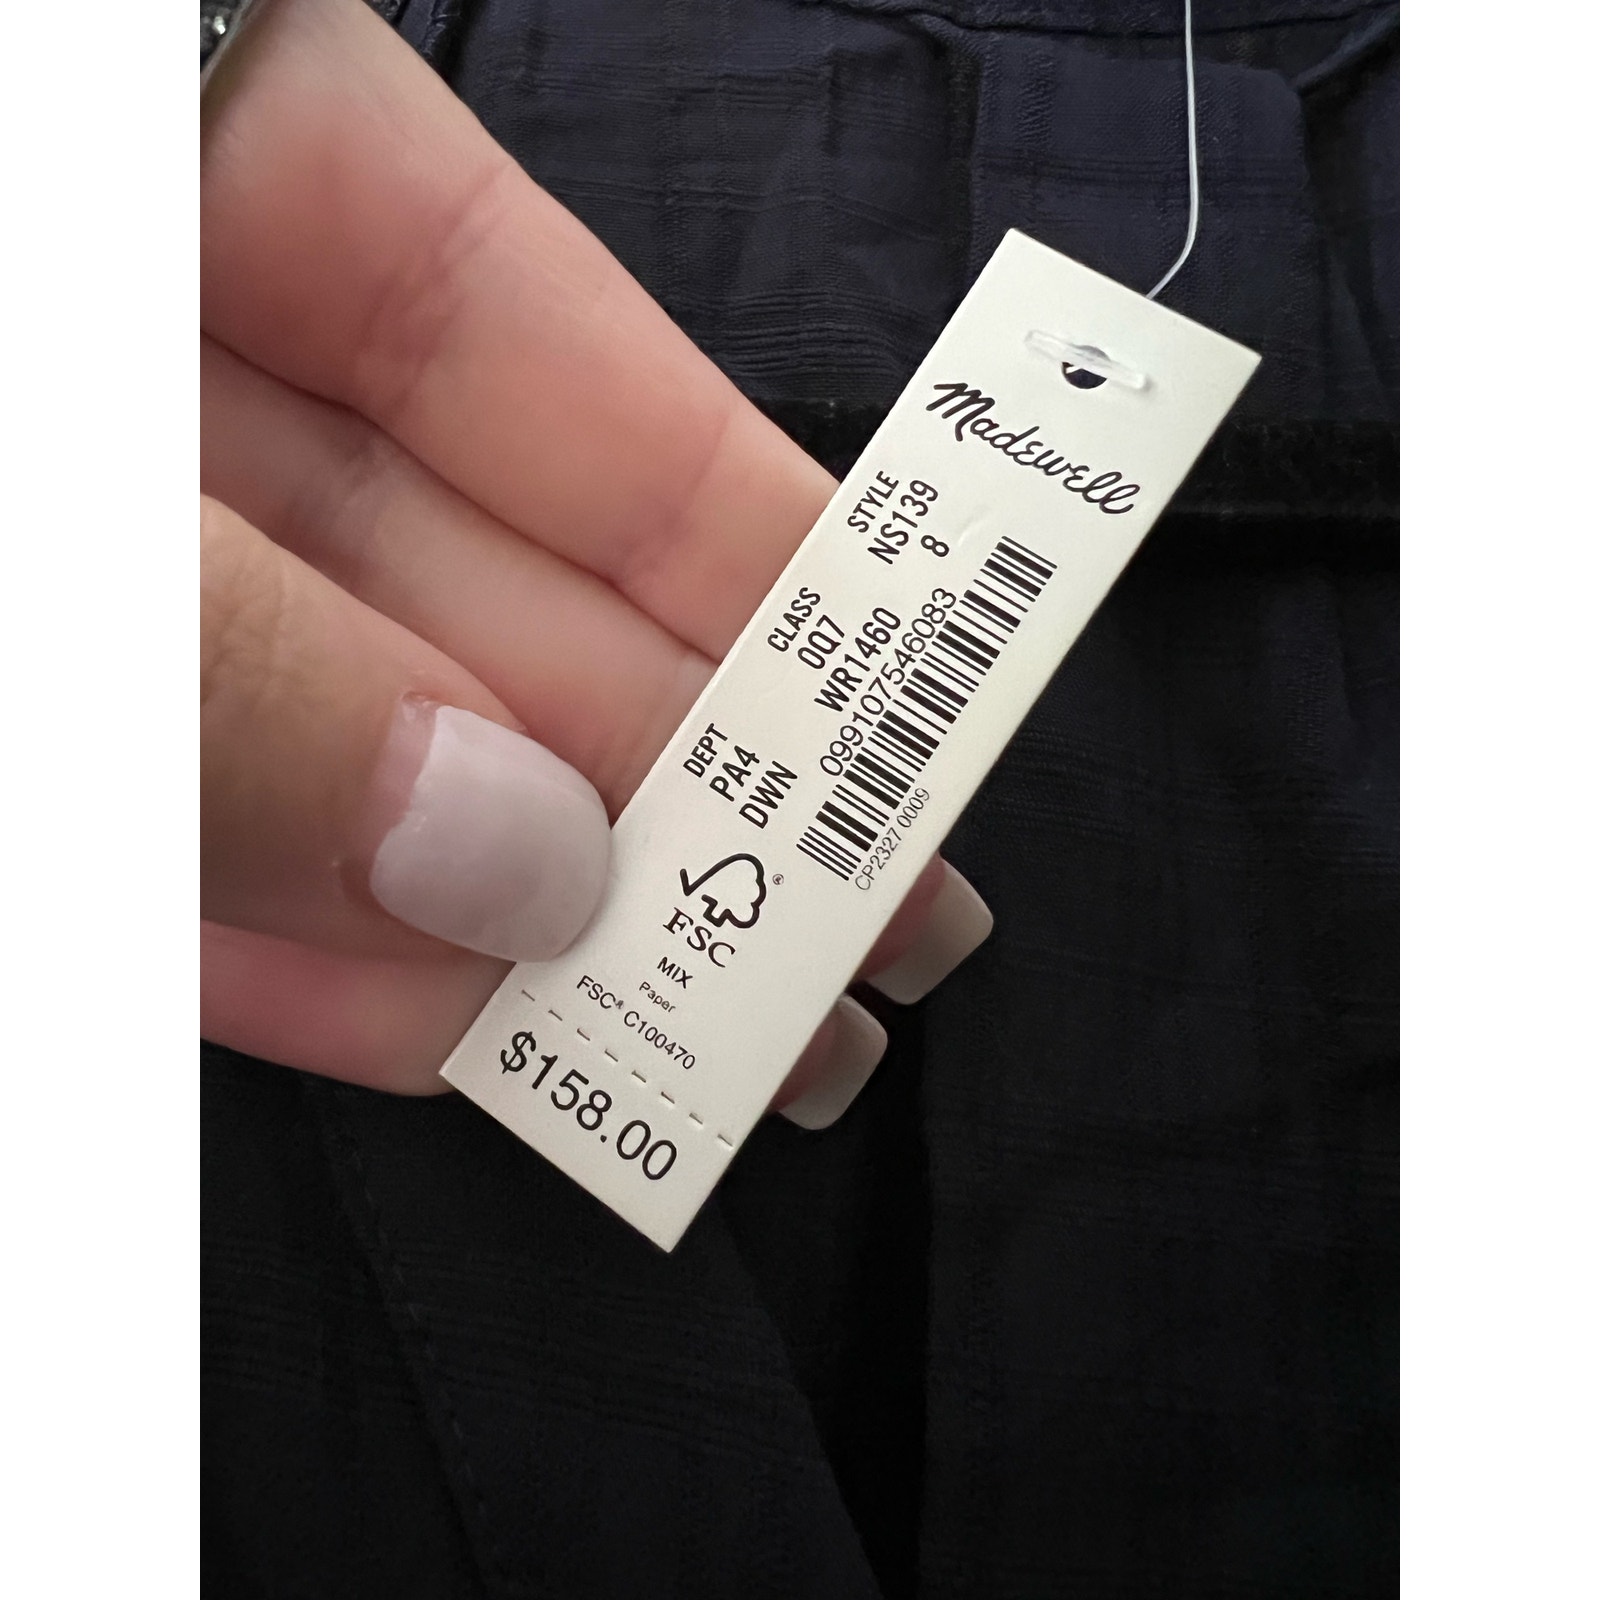 Madewell
DEPT CLASS STYLE
PA4 0Q7 NS139
DWN WR1460 8
099107546083
CP2327 0009
FSC®
MIX
Paper
FSC® C100470
$158.00